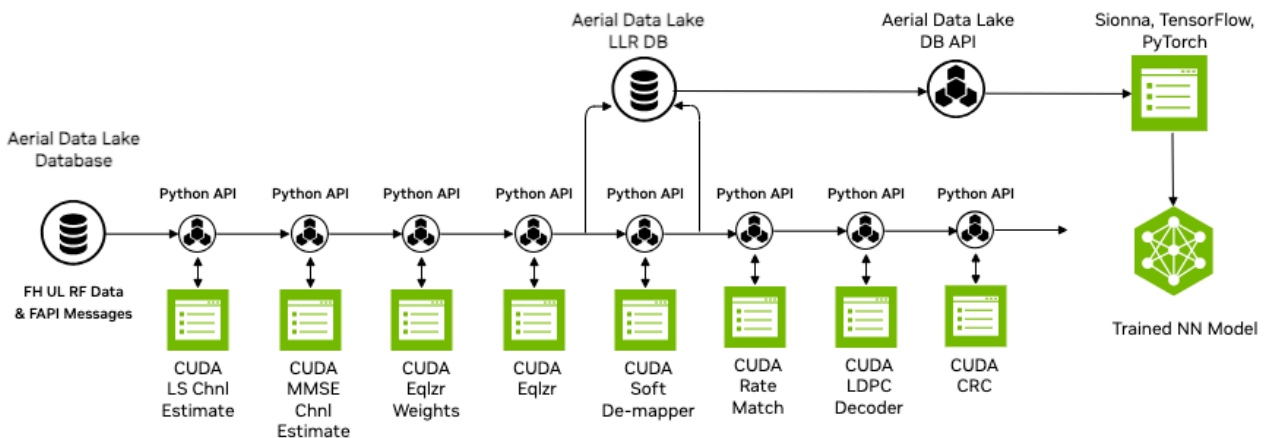 Aerial Data Lake
LLR DB
Aerial Data Lake
DB API
Sionna, TensorFlow,
PyTorch
Aerial Data Lake
Database
Python API
Python API
Python API
Python API
Python API
Python API
Python API
Python API
FH UL RF Data
& FAPI Messages
CUDA
LS Chnl
Estimate
CUDA
MMSE
Chnl
Estimate
CUDA
Eqlzr
Weights
CUDA
Eqlzr
CUDA
Soft
De-mapper
CUDA
Rate
Match
CUDA
LDPC
Decoder
CUDA
CRC
Trained NN Model